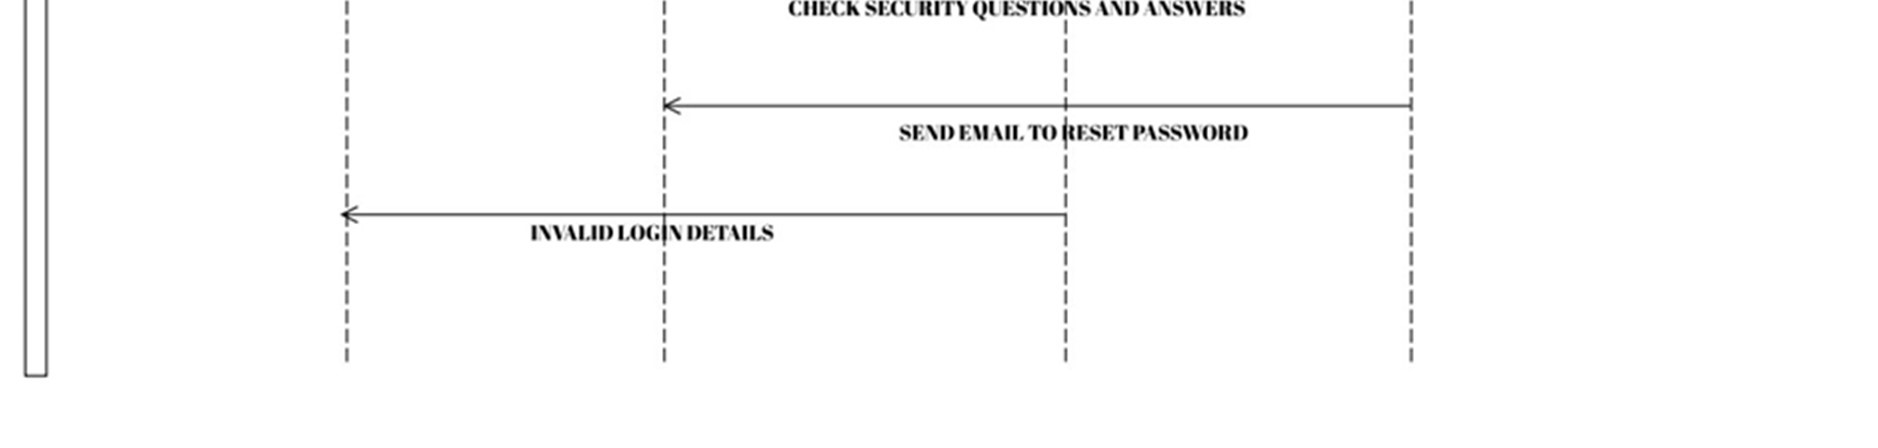 CHECK SECURITY QUESTIONS AND ANSWERS
SEND EMAIL TO RESET PASSWORD
INVALID LOGIN DETAILS